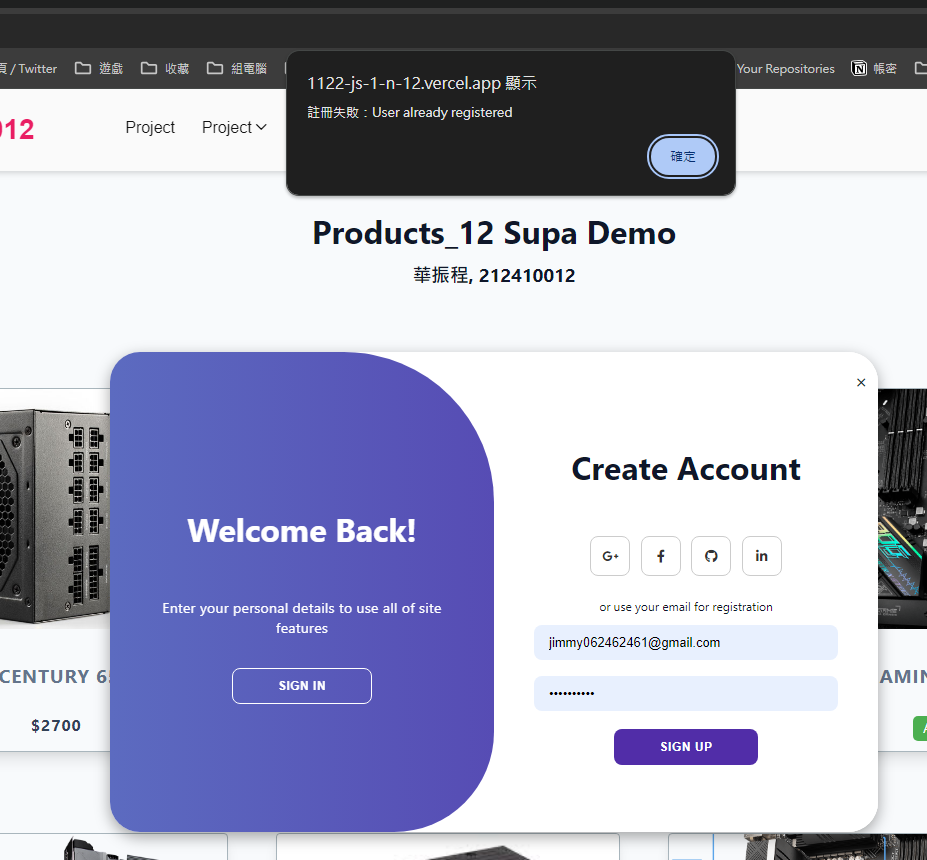 / Twitter
遊戲
收藏
組電腦
Your Repositories
帳密
1122-js-1-n-12.vercel.app 顯示
註冊失敗：User already registered
確定
012
Project
Project
Products_12 Supa Demo
華振程, 212410012
×
Welcome Back!
Enter your personal details to use all of site
features
SIGN IN
Create Account
G+
f
in
or use your email for registration
jimmy062462461@gmail.com
••••••••••
SIGN UP
CENTURY 6
$2700
AMIN